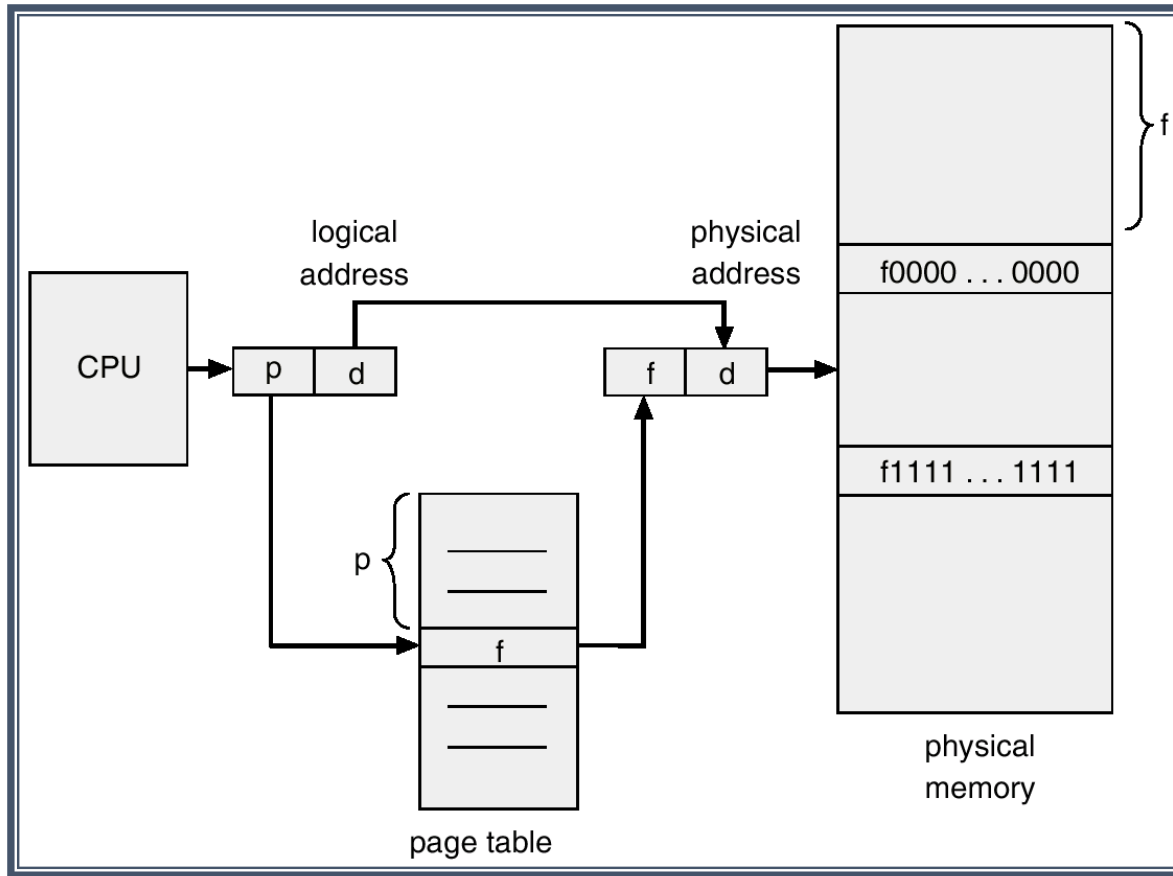 f
logical
address
physical
address
f0000 . . . 0000
CPU
p
d
f
d
f1111 . . . 1111
p
f
physical
memory
page table